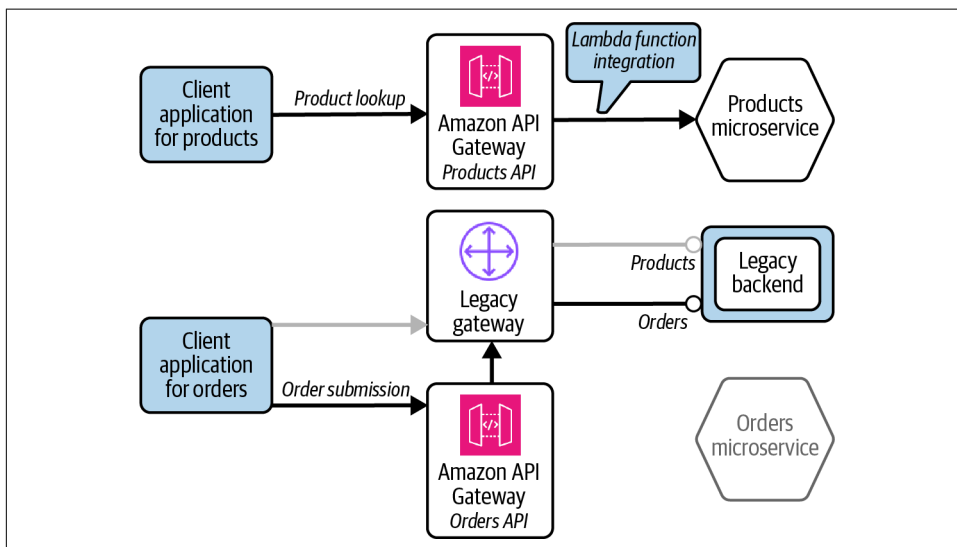 Client
application
for products
Product lookup
Amazon API
Gateway
Products API
Lambda function
integration
Products
microservice
Legacy
gateway
Products
Orders
Legacy
backend
Client
application
for orders
Order submission
Amazon API
Gateway
Orders API
Orders
microservice